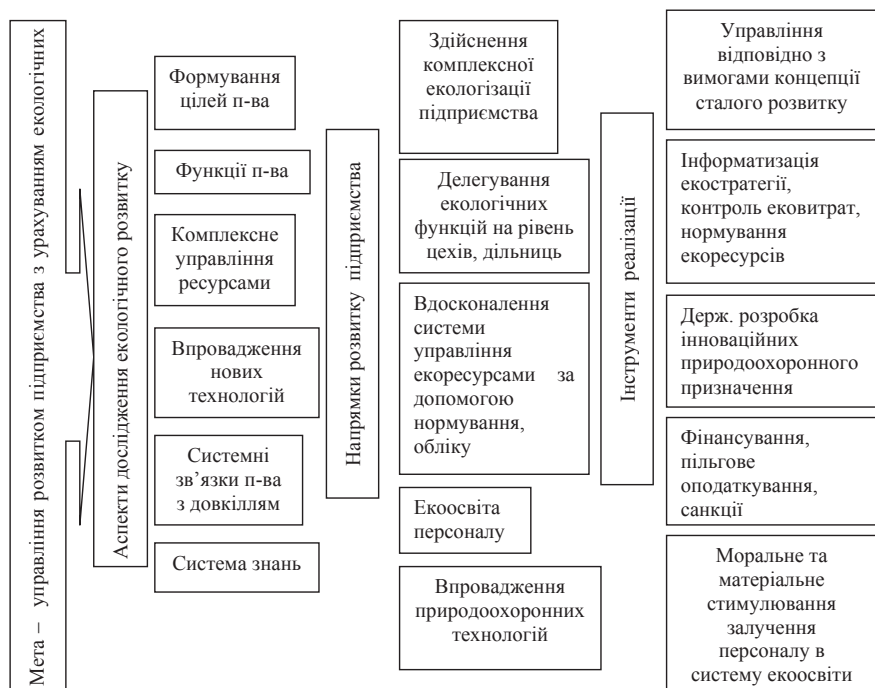 Мета – управління розвитком підприємства з урахуванням екологічних
Аспекти дослідження екологічного розвитку
Формування
цілей п-ва
Функції п-ва
Комплексне
управління
ресурсами
Впровадження
нових
технологій
Системні
зв’язки п-ва
з довкіллям
Система знань
Напрямки розвитку підприємства
Здійснення
комплексної
екологізації
підприємства
Делегування
екологічних
функцій на рівень
цехів, дільниць
Вдосконалення
системи
управління
екоресурсами за
допомогою
нормування,
обліку
Екоосвіта
персоналу
Впровадження
природоохоронних
технологій
Інструменти реалізації
Управління
відповідно з
вимогами концепції
сталого розвитку
Інформатизація
екостратегії,
контроль ековитрат,
нормування
екоресурсів
Держ. розробка
інноваційних
природоохоронного
призначення
Фінансування,
пільгове
оподаткування,
санкції
Моральне та
матеріальне
стимулювання
залучення
персоналу в
систему екоосвіти